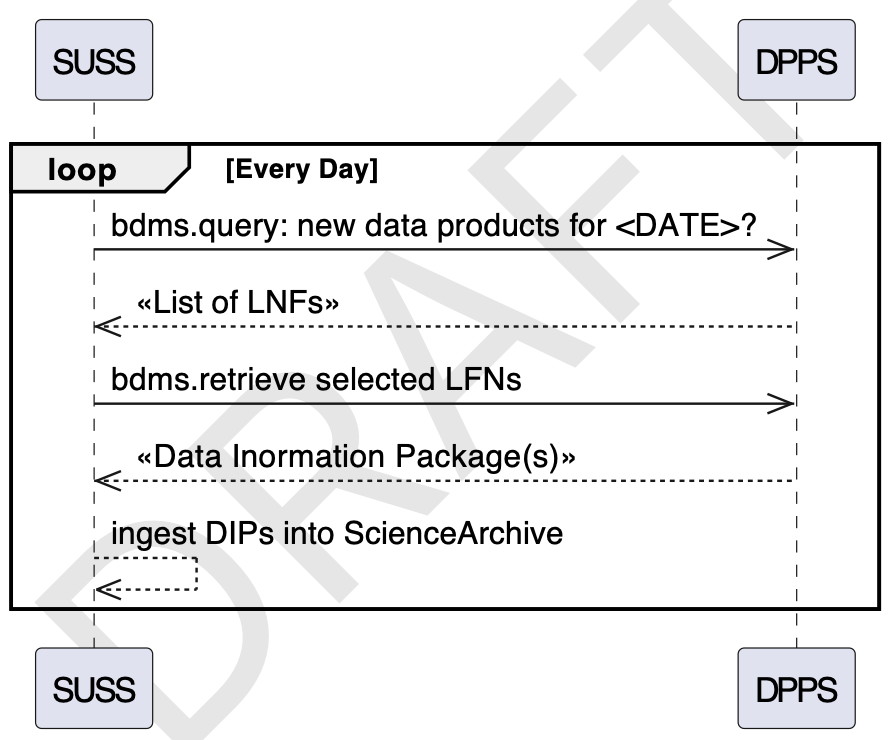 SUSS
DPPS
loop
[Every Day]
bdms.query: new data products for <DATE>?
«List of LNFs»
bdms.retrieve selected LFNs
«Data Inormation Package(s)»
ingest DIPs into ScienceArchive
SUSS
DPPS
DRAFT